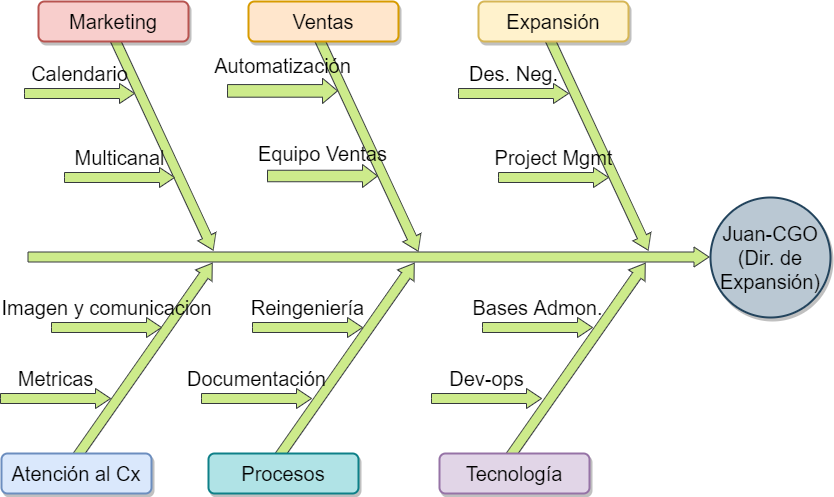 Marketing
Ventas
Expansión
Calendario
Automatización
Des. Neg.
Multicanal
Equipo Ventas
Project Mgmt
Juan-CGO
(Dir. de
Expansión)
Imagen y comunicacion
Reingeniería
Bases Admon.
Metricas
Documentación
Dev-ops
Atención al Cx
Procesos
Tecnología